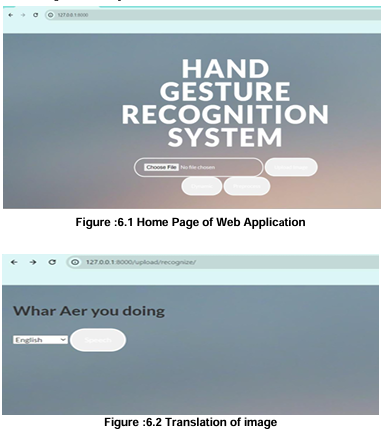 127.0.0.1:8000
HAND
GESTURE
RECOGNITION
SYSTEM
Choose File No file chosen
Figure :6.1 Home Page of Web Application
127.0.0.1:8000/upload/recognize/
Whar Aer you doing
English
Figure :6.2 Translation of image